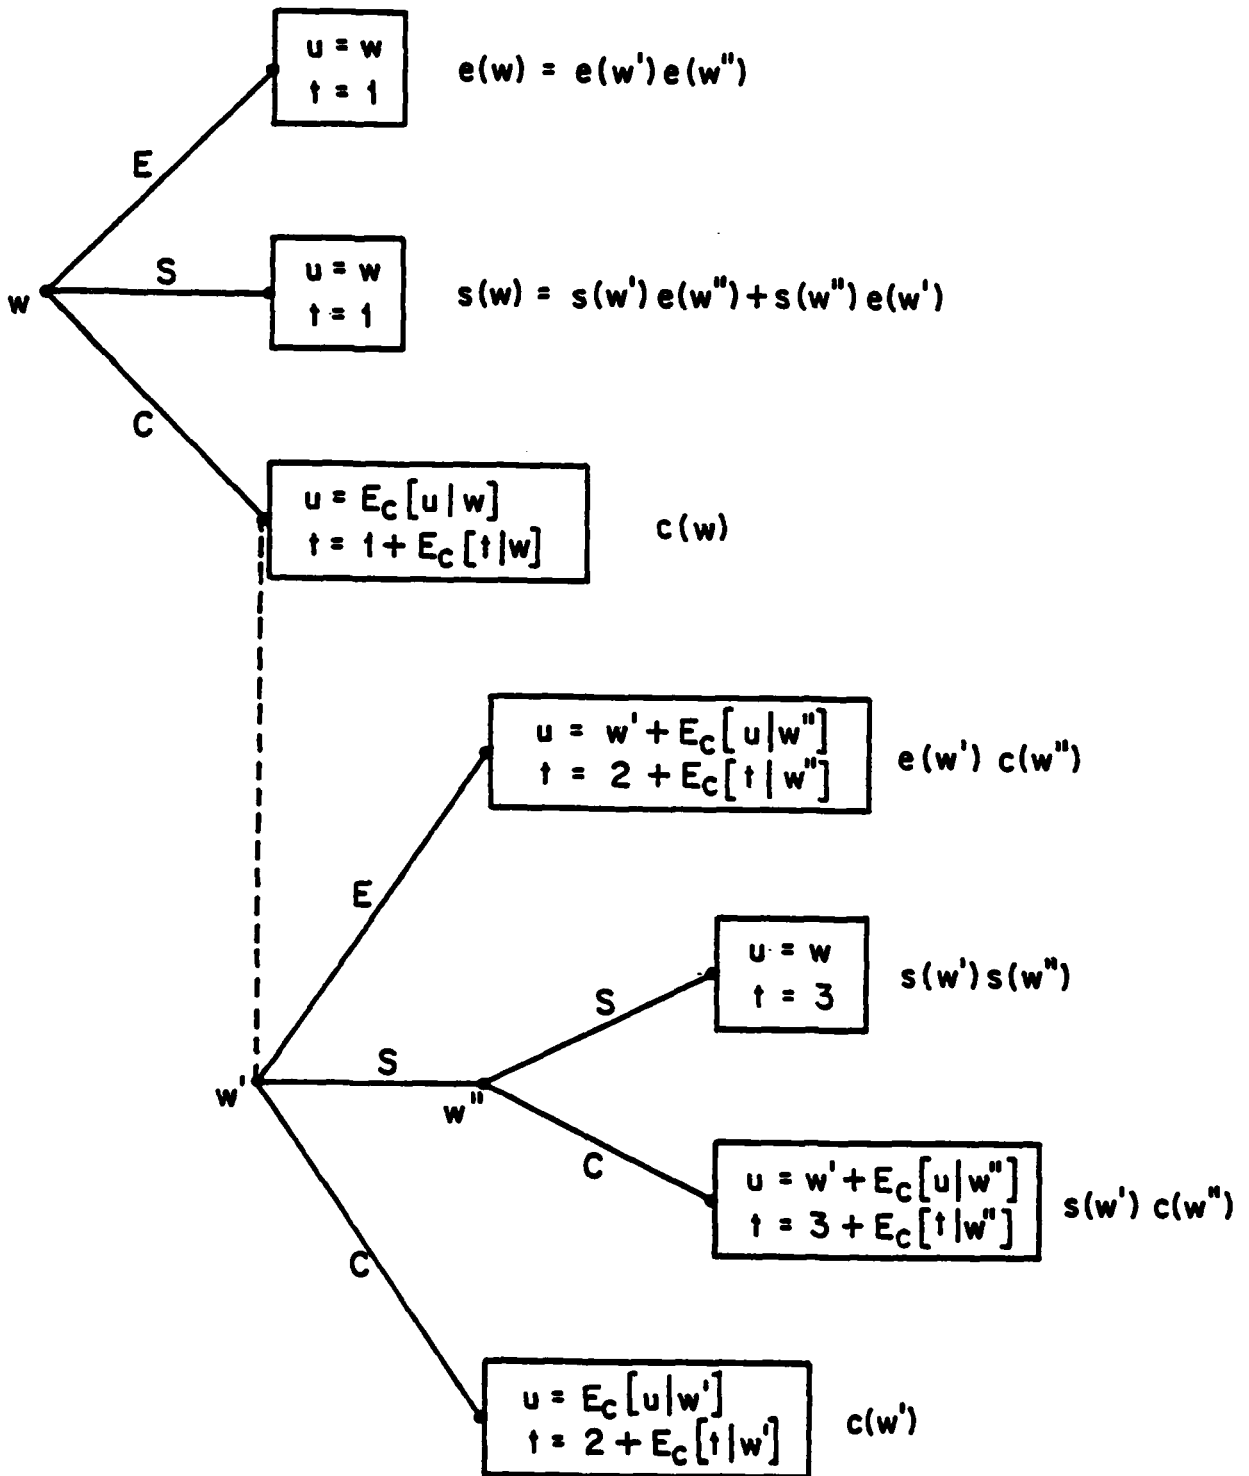 u = w
t = 1
e(w) = e(w')e(w'')
E
w
S
u = w
t = 1
s(w) = s(w')e(w'')+s(w'')e(w')
C
u = E_C[u|w]
t = 1+E_C[t|w]
c(w)
u = w'+E_C[u|w'']
t = 2+E_C[t|w'']
e(w') c(w'')
E
u = w
t = 3
s(w')s(w'')
S
w'
S
w''
C
u = w'+E_C[u|w'']
t = 3+E_C[t|w'']
s(w') c(w'')
C
u = E_C[u|w']
t = 2+E_C[t|w']
c(w')